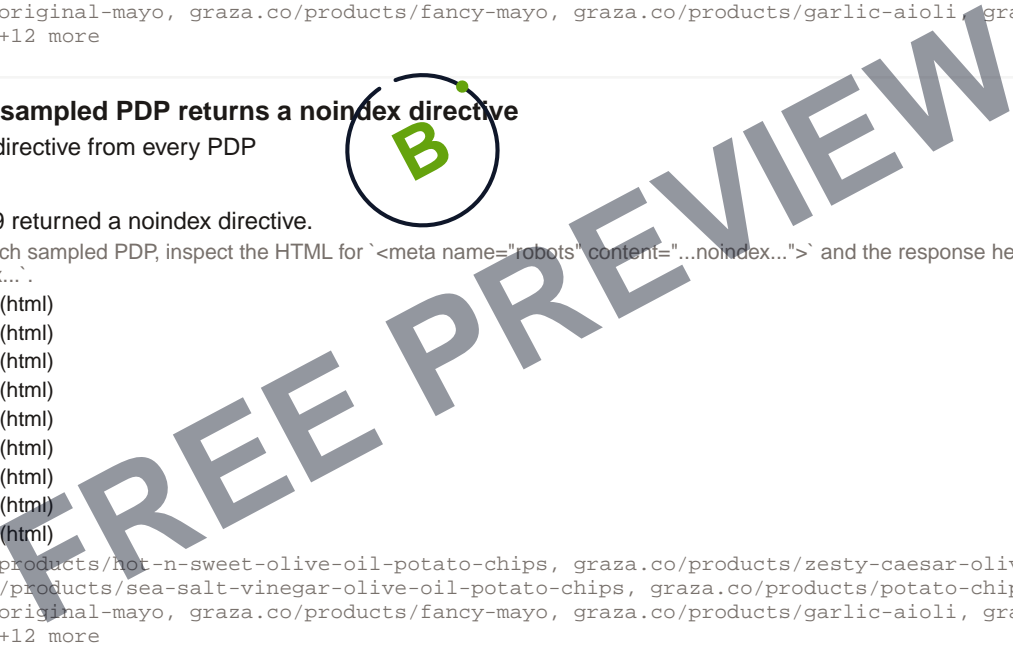 original-mayo, graza.co/products/fancy-mayo, graza.co/products/garlic-aioli, gra
+12 more
sampled PDP returns a noindex directive
directive from every PDP
B
9 returned a noindex directive.
ch sampled PDP, inspect the HTML for `<meta name="robots" content="...noindex...">` and the response he
...`.
(html)
(html)
(html)
(html)
(html)
(html)
(html)
(html)
(html)
FREE PREVIEW
products/hot-n-sweet-olive-oil-potato-chips, graza.co/products/zesty-caesar-oliv
/products/sea-salt-vinegar-olive-oil-potato-chips, graza.co/products/potato-chip
original-mayo, graza.co/products/fancy-mayo, graza.co/products/garlic-aioli, gra
+12 more